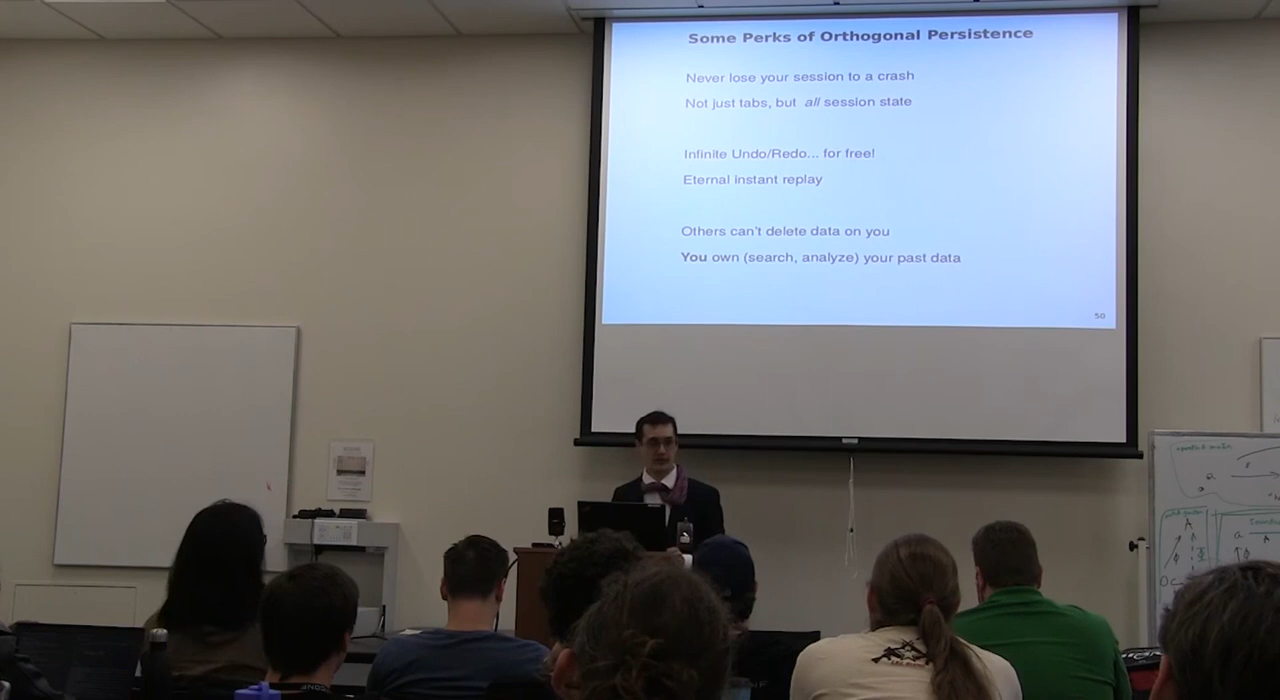 Some Perks of Orthogonal Persistence
Never lose your session to a crash
Not just tabs, but all session state
Infinite Undo/Redo... for free!
Eternal instant replay
Others can't delete data on you
You own (search, analyze) your past data
50